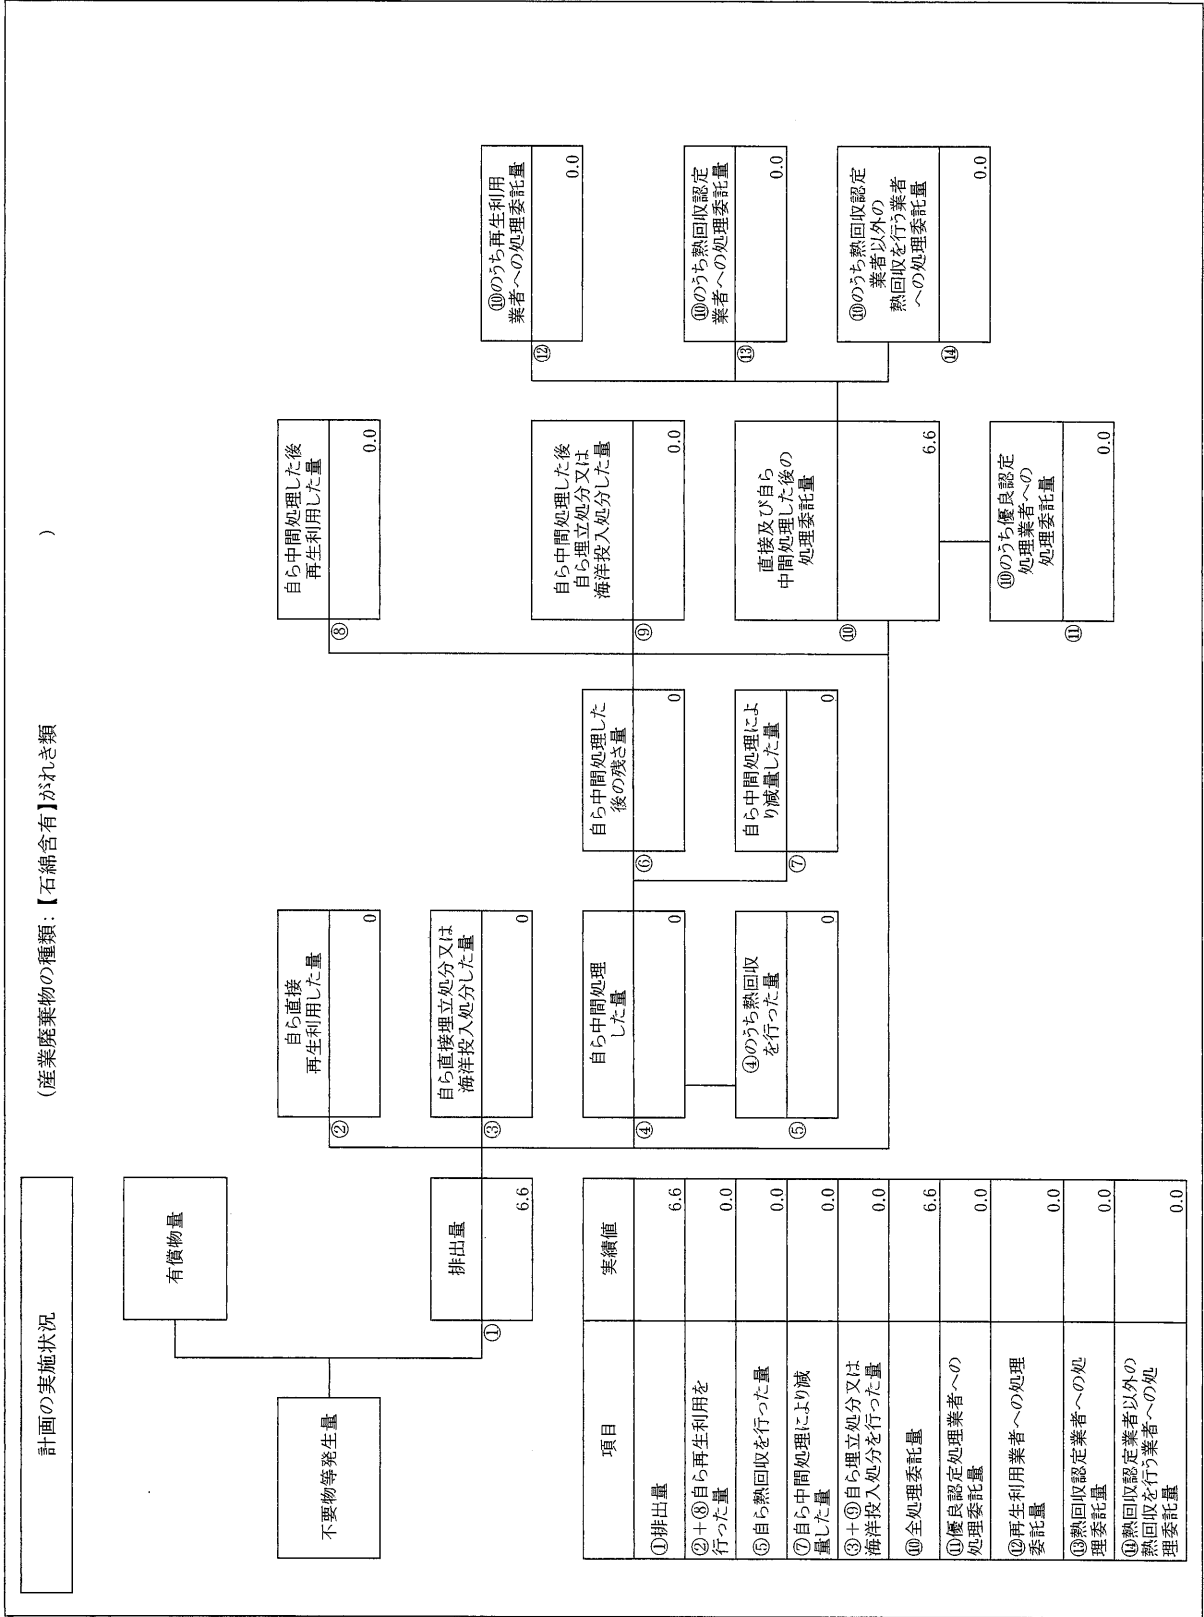 計画の実施状況
(産業廃棄物の種類:【石綿含有】がれき類
)
不要物等発生量
有償物量
①
排出量
6.6
②
自ら直接
再生利用した量
0
③
自ら直接埋立処分又は
海洋投入処分した量
0
④
自ら中間処理
した量
0
⑤
④のうち熱回収
を行った量
0
⑥
自ら中間処理した
後の残さ量
0
⑦
自ら中間処理によ
り減量した量
0
⑧
自ら中間処理した後
再生利用した量
0.0
⑨
自ら中間処理した後
自ら埋立処分又は
海洋投入処分した量
0.0
⑩
直接及び自ら
中間処理した後の
処理委託量
6.6
⑪
⑩のうち優良認定
処理業者への
処理委託量
0.0
⑫
⑩のうち再生利用
業者への処理委託量
0.0
⑬
⑩のうち熱回収認定
業者への処理委託量
0.0
⑭
⑩のうち熱回収認定
業者以外の
熱回収を行う業者
への処理委託量
0.0
項目 実績値
①排出量 6.6
②+⑧自ら再生利用を
行った量 0.0
⑤自ら熱回収を行った量 0.0
⑦自ら中間処理により減
量した量 0.0
③+⑨自ら埋立処分又は
海洋投入処分を行った量 0.0
⑩全処理委託量 6.6
⑪優良認定処理業者への
処理委託量 0.0
⑫再生利用業者への処理
委託量 0.0
⑬熱回収認定業者への処
理委託量 0.0
⑭熱回収認定業者以外の
熱回収を行う業者への処
理委託量 0.0